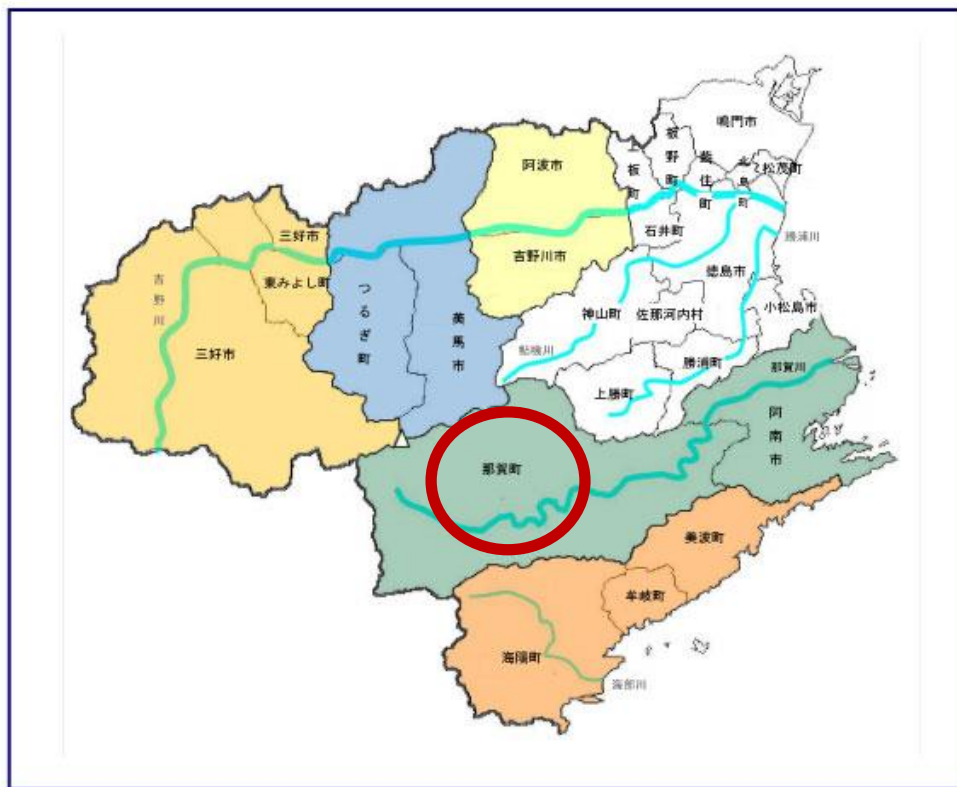 鳴門市
板野町
上板町
藍住町
北島町
松茂町
阿波市
石井町
勝浦川
三好市
吉野川市
徳島市
東みよし町
吉野川
つるぎ町
美馬市
小松島市
神山町
佐那河内村
三好市
鮎喰川
勝浦町
那賀川
上勝町
阿南市
那賀町
美波町
牟岐町
海陽町
海部川